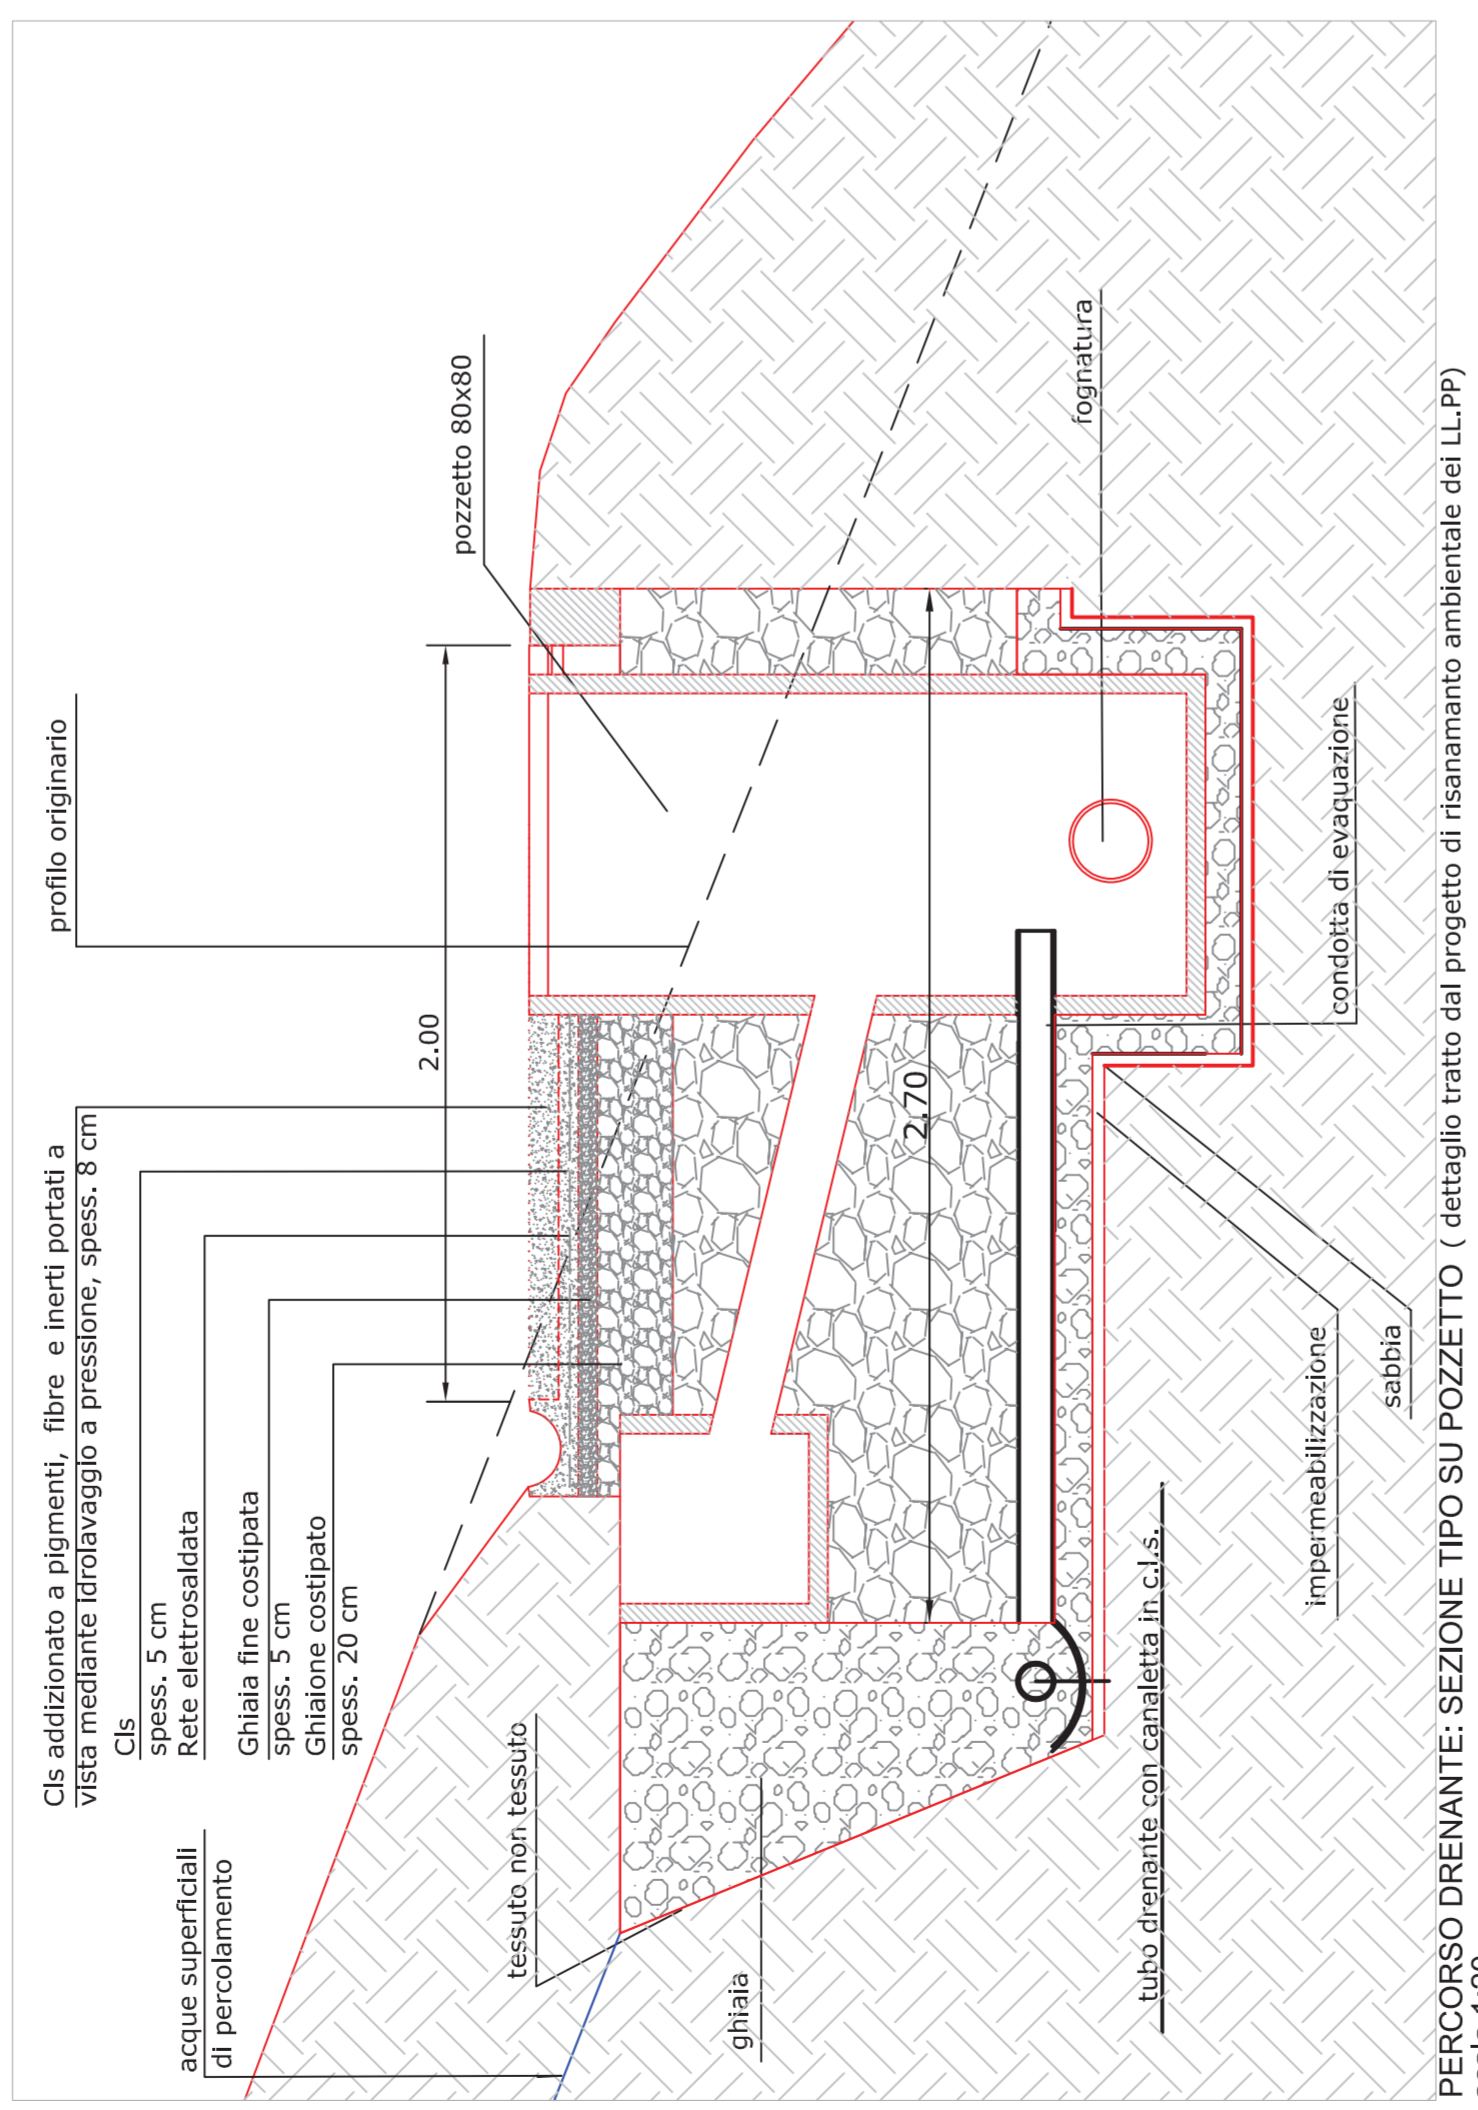 Cls addizionato a pigmenti, fibre e inerti portati a
vista mediante idrolavaggio a pressione, spess. 8 cm
Cls
spess. 5 cm
Rete elettrosaldata
Ghiaia fine costipata
spess. 5 cm
Ghiaione costipato
spess. 20 cm
acque superficiali
di percolamento
profilo originario
2.00
pozzetto 80x80
tessuto non tessuto
ghiaia
2.70
fognatura
tubo drenante con canaletta in c.l.s.
impermeabilizzazione
sabbia
condotta di evaquazione
PERCORSO DRENANTE: SEZIONE TIPO SU POZZETTO ( dettaglio tratto dal progetto di risanamanto ambientale dei LL.PP)